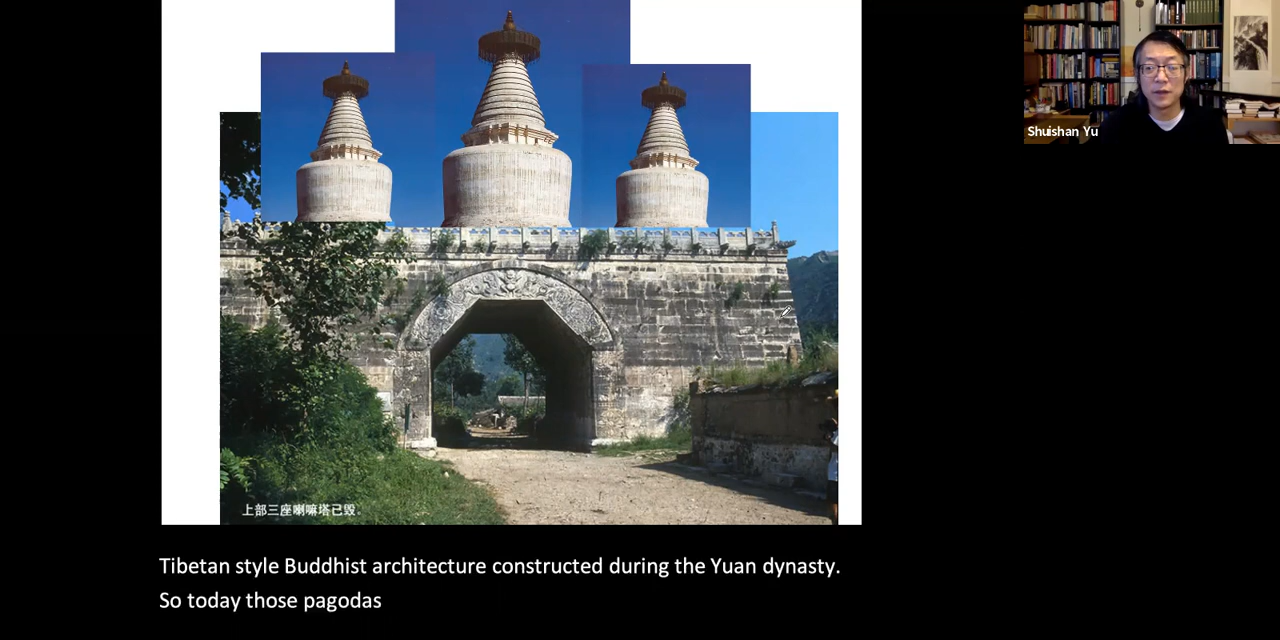 Shuishan Yu
上部三座喇嘛塔已毁。
Tibetan style Buddhist architecture constructed during the Yuan dynasty.
So today those pagodas